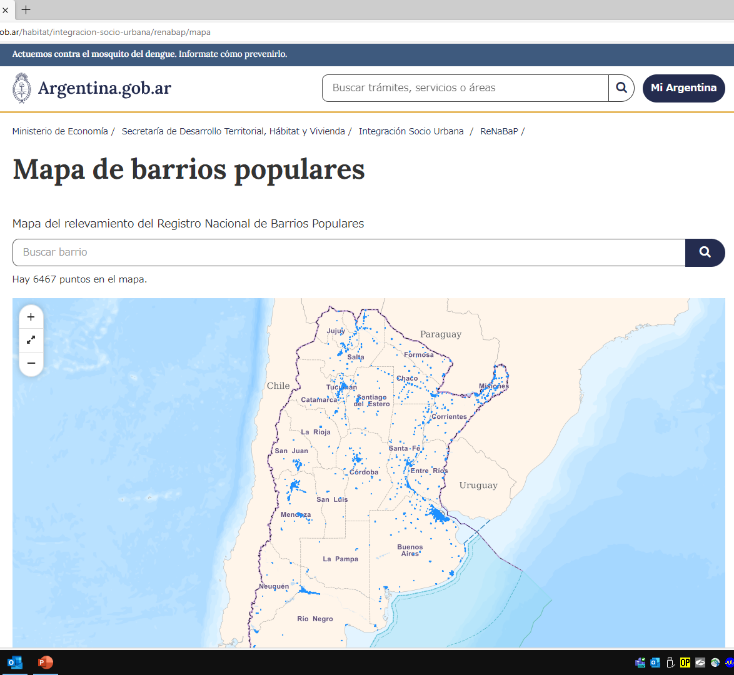 ob.ar/habitat/integracion-socio-urbana/renabap/mapa
Actuemos contra el mosquito del dengue. Informate cómo prevenirlo.
Argentina.gob.ar
Buscar trámites, servicios o áreas
Mi Argentina
Ministerio de Economía / Secretaría de Desarrollo Territorial, Hábitat y Vivienda / Integración Socio Urbana / ReNaBaP /
Mapa de barrios populares
Mapa del relevamiento del Registro Nacional de Barrios Populares
Buscar barrio
Hay 6467 puntos en el mapa.
Jujuy
Paraguay
Salta
Formosa
Chaco
Chile
Tucumán
Misiones
Catamarca
Santiago
del Estero
Corrientes
La Rioja
Santa Fé
San Juan
Córdoba
Entre Ríos
Uruguay
San Luis
Mendoza
Buenos
Aires
La Pampa
Neuquén
Río Negro